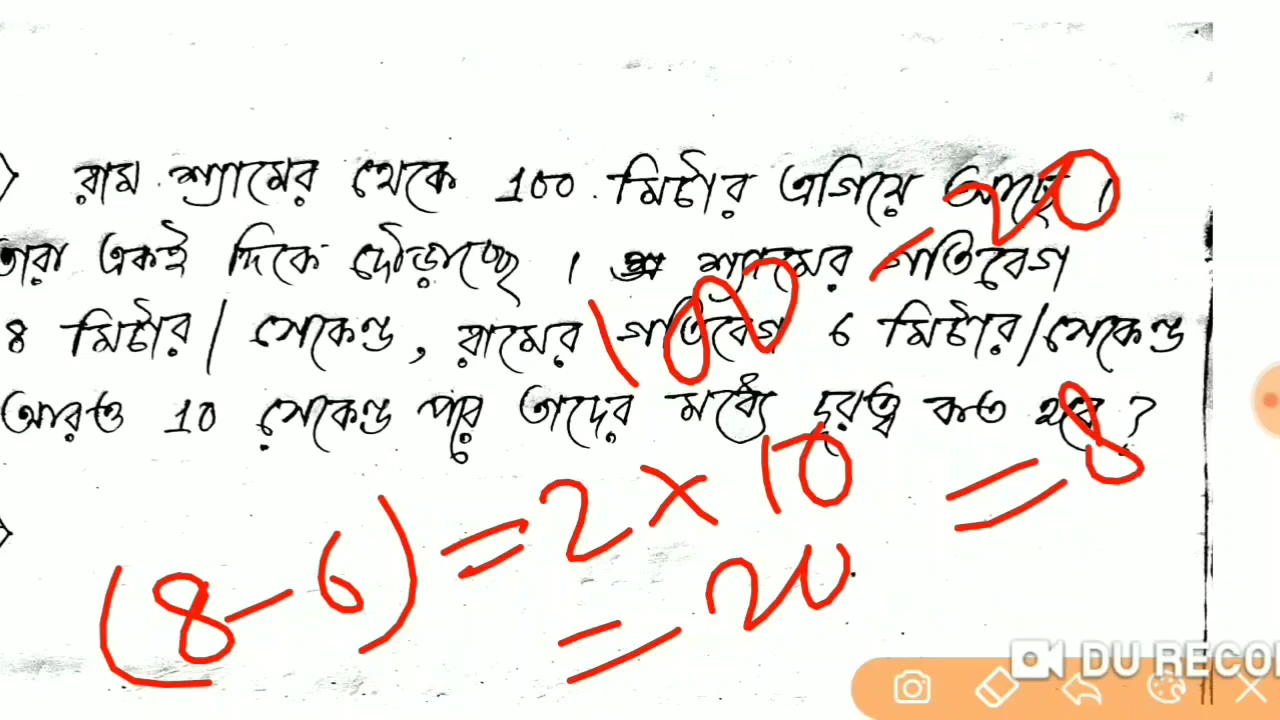 রাম শ্যামের থেকে 100 মিটার এগিয়ে আছে।
তারা একই দিকে দৌড়াচ্ছে। শ্যামের গতিবেগ
8 মিটার/সেকেন্ড, রামের গতিবেগ 6 মিটার/সেকেন্ড
আরও 10 সেকেন্ড পরে তাদের মধ্যে দূরত্ব কত হবে?
100 - 20
= 8
(8-6) = 2 × 10
= 20
DU RECO